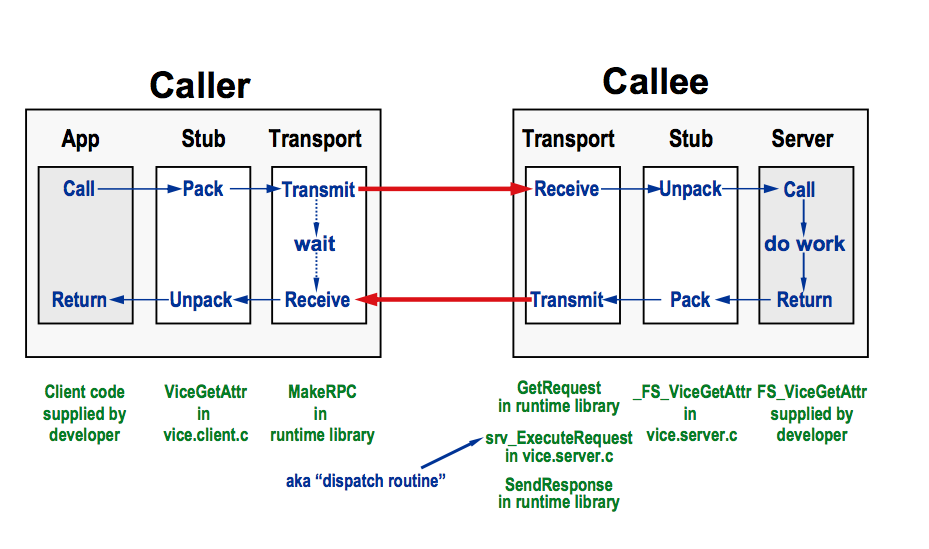 Caller
Callee
App
Stub
Transport
Transport
Stub
Server
Call
Pack
Transmit
Receive
Unpack
Call
wait
do work
Return
Unpack
Receive
Transmit
Pack
Return
Client code
supplied by
developer
ViceGetAttr
in
vice.client.c
MakeRPC
in
runtime library
GetRequest
in runtime library
srv_ExecuteRequest
in vice.server.c
SendResponse
in runtime library
_FS_ViceGetAttr
in
vice.server.c
FS_ViceGetAttr
supplied by
developer
aka “dispatch routine”